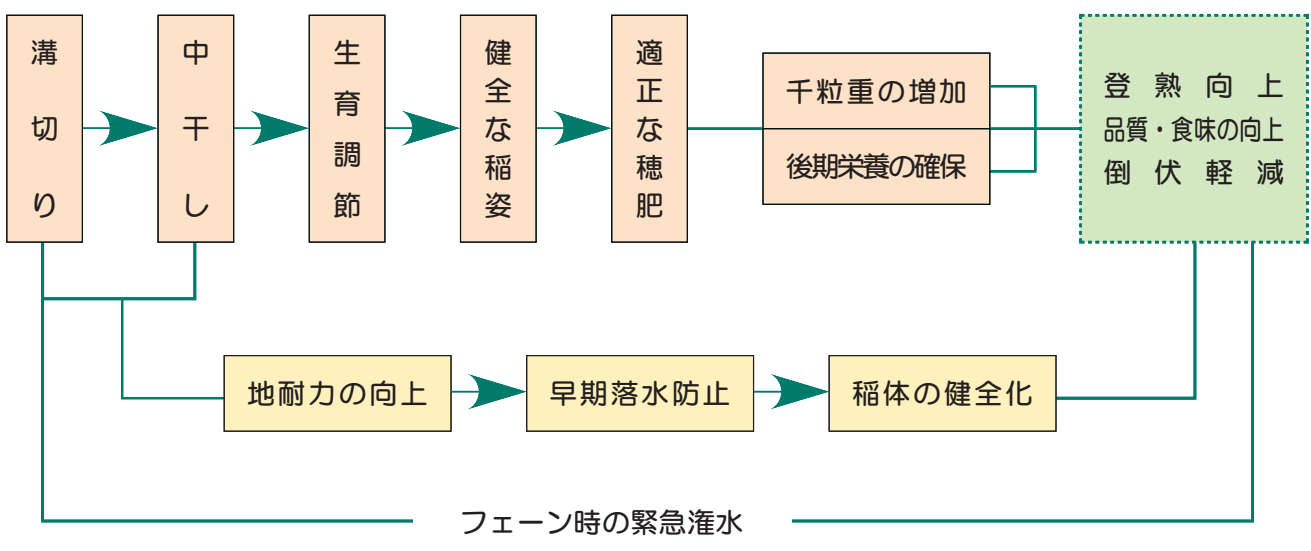 溝切り
中干し
生育調節
健全な稲姿
適正な穂肥
千粒重の増加
後期栄養の確保
登熟向上
品質・食味の向上
倒伏軽減
地耐力の向上
早期落水防止
稲体の健全化
フェーン時の緊急潅水